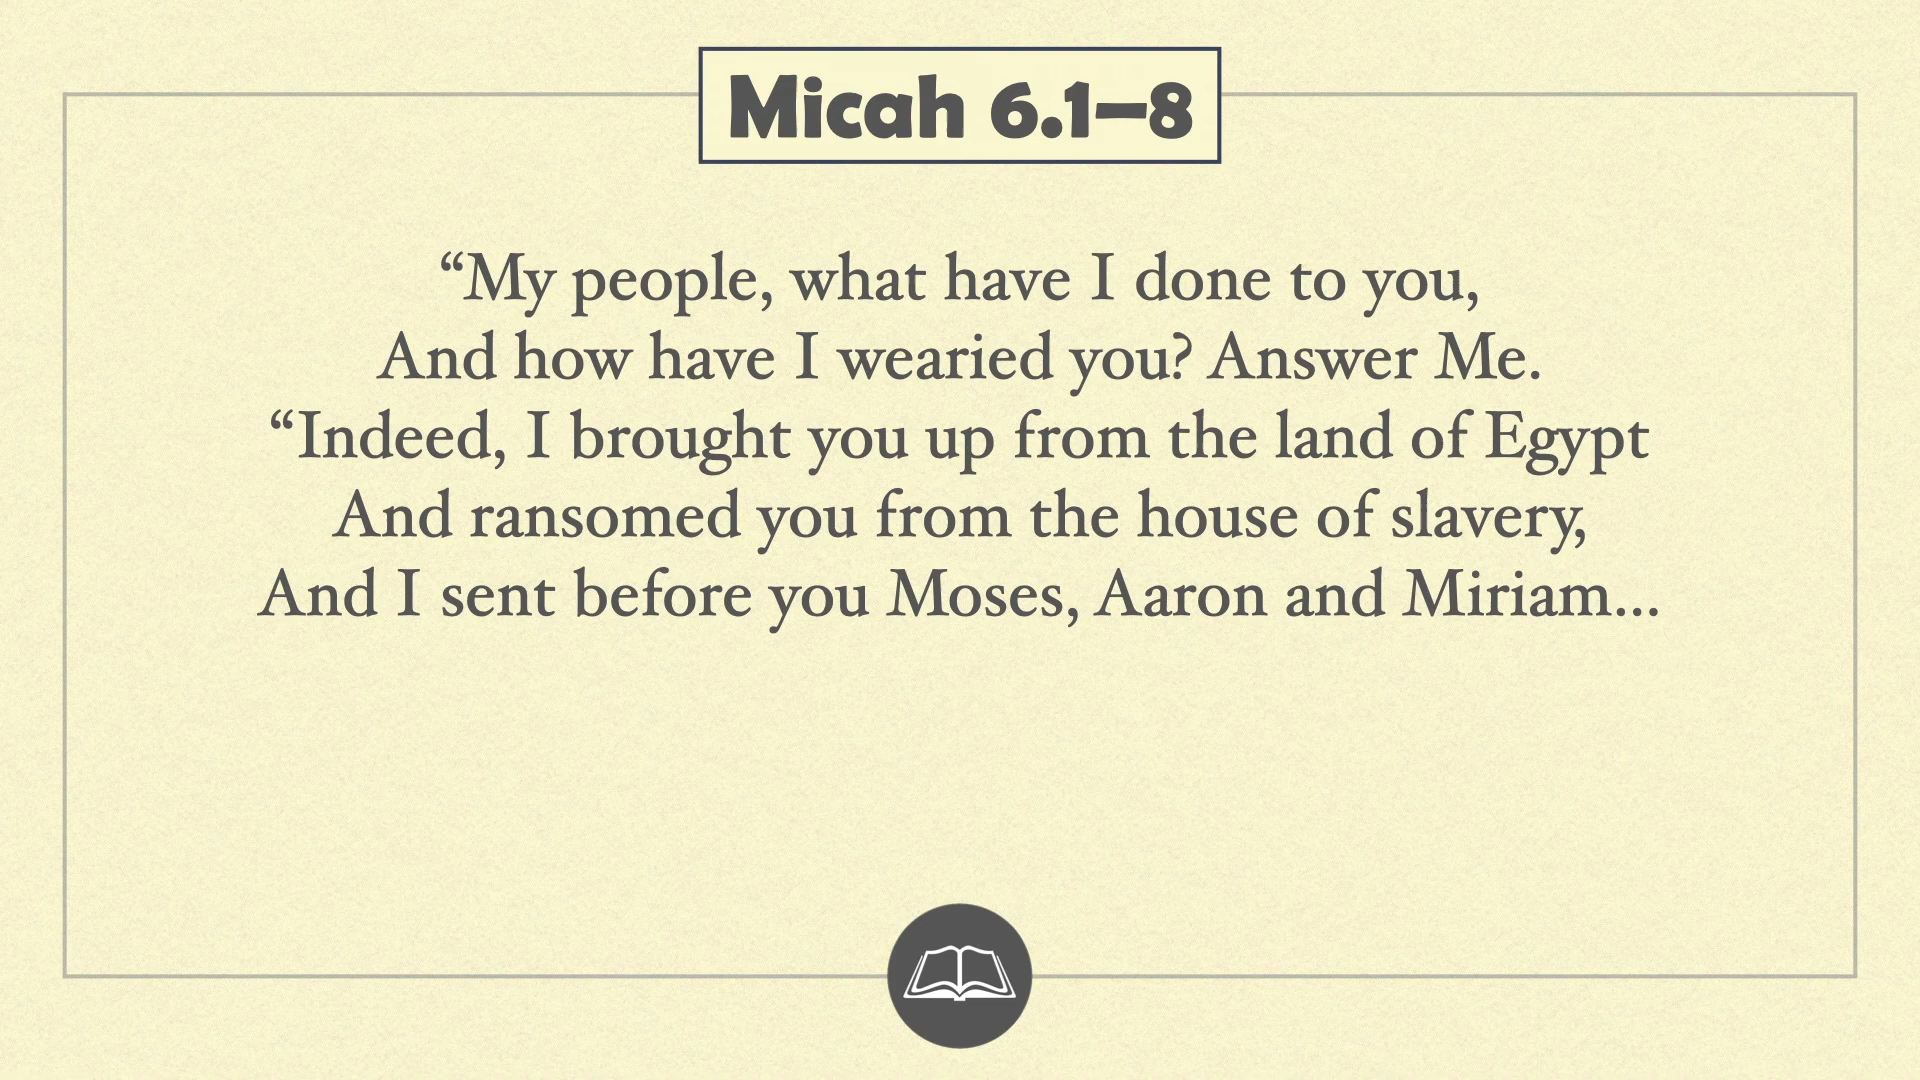 Micah 6.1–8
“My people, what have I done to you,
And how have I wearied you? Answer Me.
“Indeed, I brought you up from the land of Egypt
And ransomed you from the house of slavery,
And I sent before you Moses, Aaron and Miriam…